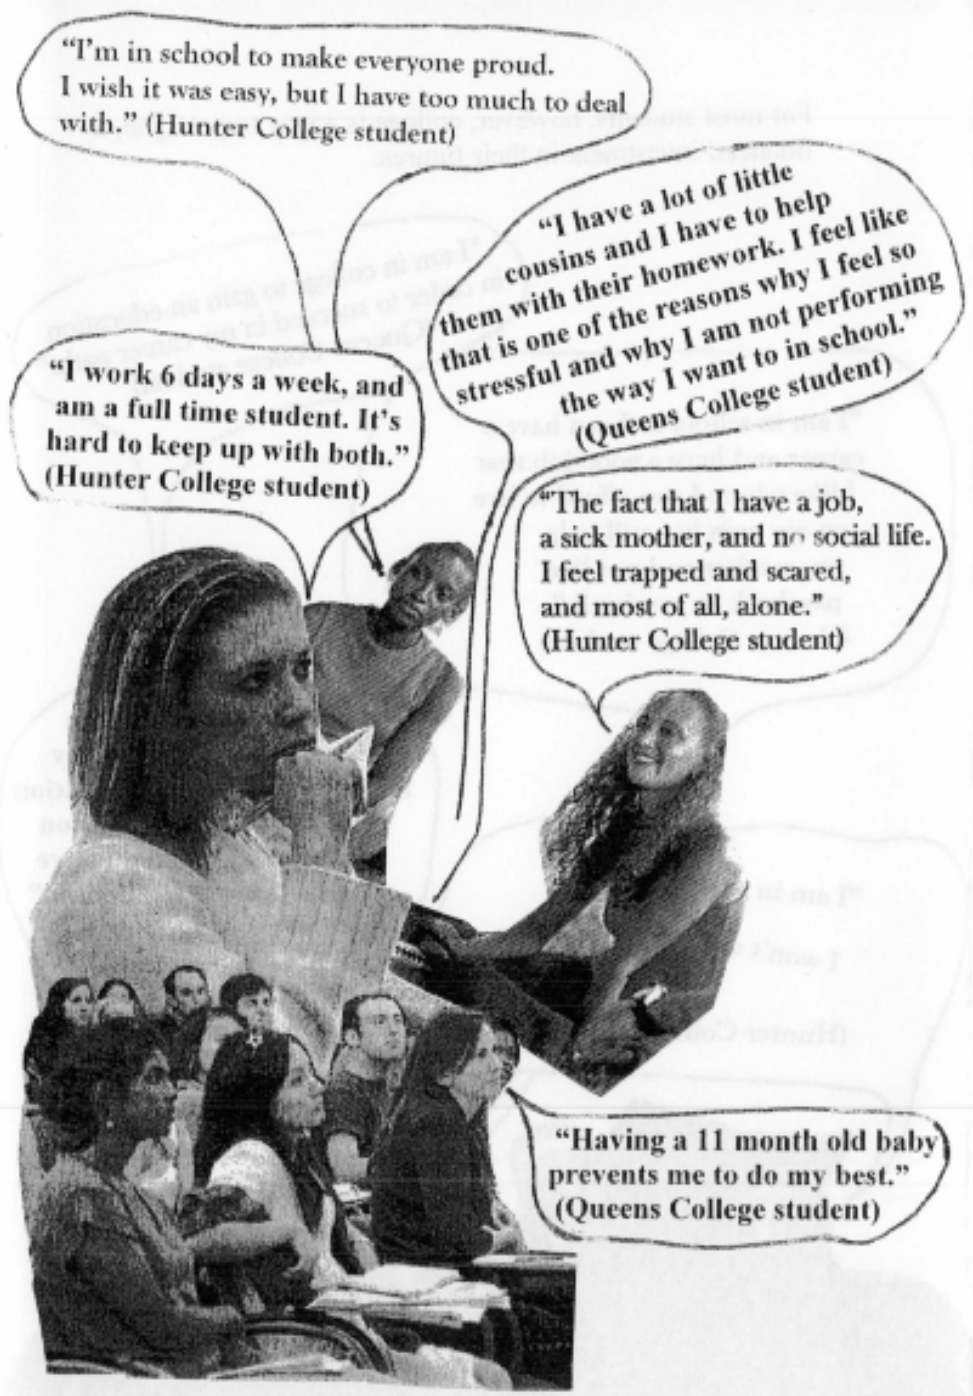 "I'm in school to make everyone proud.
I wish it was easy, but I have too much to deal
with." (Hunter College student)
"I have a lot of little
cousins and I have to help
them with their homework. I feel like
that is one of the reasons why I feel so
stressful and why I am not performing
the way I want to in school."
(Queens College student)
"I work 6 days a week, and
am a full time student. It's
hard to keep up with both."
(Hunter College student)
"The fact that I have a job,
a sick mother, and no social life.
I feel trapped and scared,
and most of all, alone."
(Hunter College student)
"Having a 11 month old baby
prevents me to do my best."
(Queens College student)